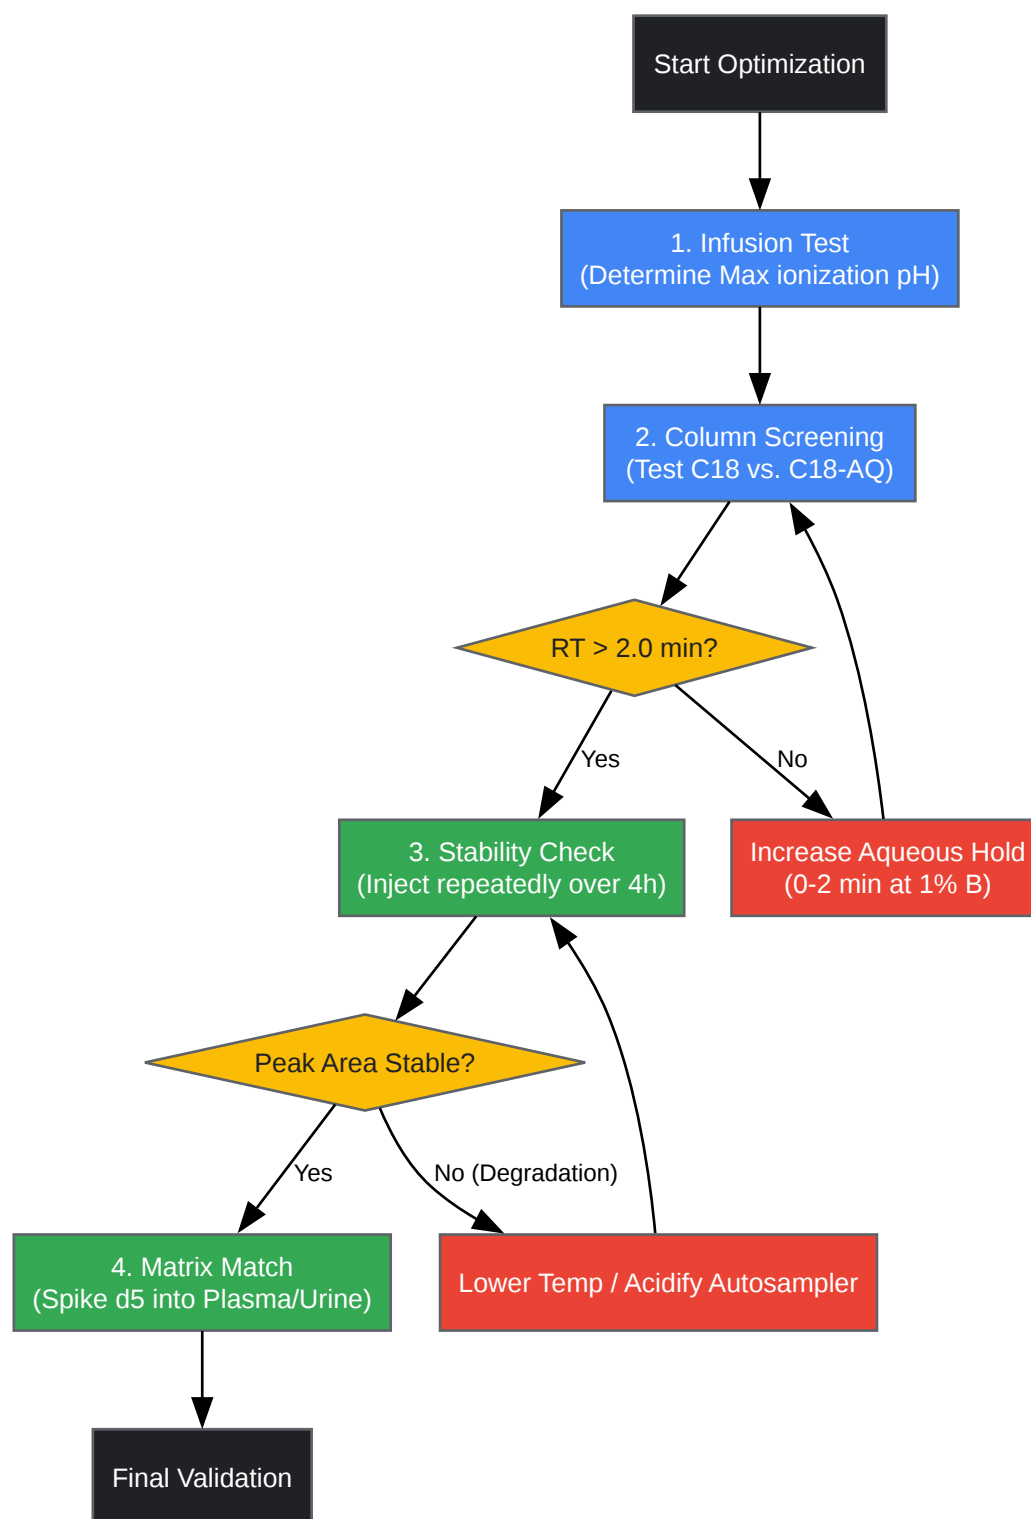 Start Optimization
1. Infusion Test
(Determine Max ionization pH)
2. Column Screening
(Test C18 vs. C18-AQ)
RT > 2.0 min?
Yes
No
3. Stability Check
(Inject repeatedly over 4h)
Increase Aqueous Hold
(0-2 min at 1% B)
Peak Area Stable?
Yes
No (Degradation)
4. Matrix Match
(Spike d5 into Plasma/Urine)
Lower Temp / Acidify Autosampler
Final Validation